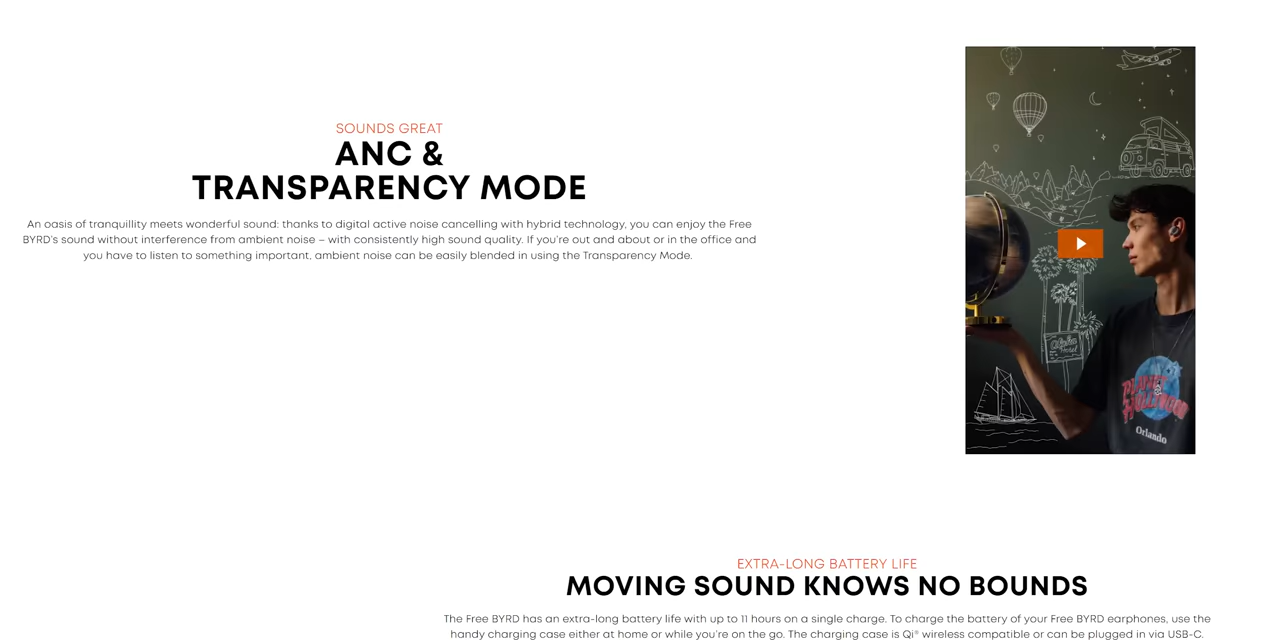 SOUNDS GREAT
ANC &
TRANSPARENCY MODE
An oasis of tranquillity meets wonderful sound: thanks to digital active noise cancelling with hybrid technology, you can enjoy the Free
BYRD's sound without interference from ambient noise – with consistently high sound quality. If you're out and about or in the office and
you have to listen to something important, ambient noise can be easily blended in using the Transparency Mode.
Aloha
PLANET
HOLLYWOOD
Orlando
EXTRA-LONG BATTERY LIFE
MOVING SOUND KNOWS NO BOUNDS
The Free BYRD has an extra-long battery life with up to 11 hours on a single charge. To charge the battery of your Free BYRD earphones, use the
handy charging case either at home or while you're on the go. The charging case is Qi® wireless compatible or can be plugged in via USB-C.